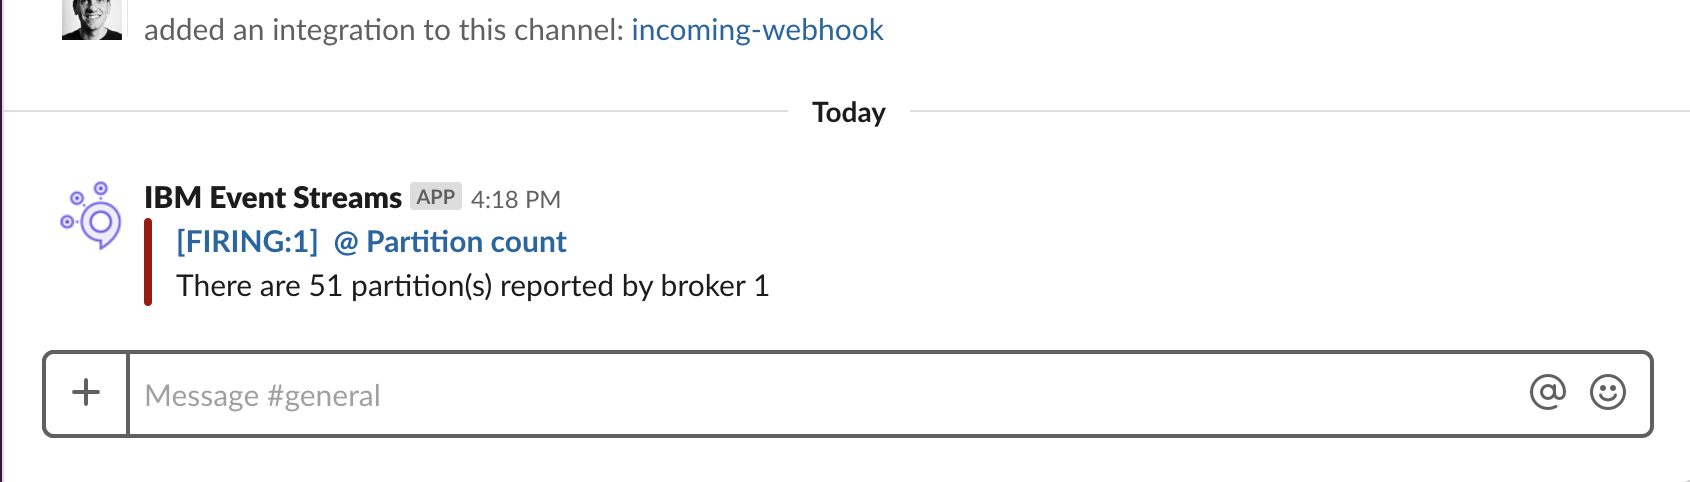 added an integration to this channel: incoming-webhook
Today
IBM Event Streams APP 4:18 PM
[FIRING:1] @ Partition count
There are 51 partition(s) reported by broker 1
Message #general